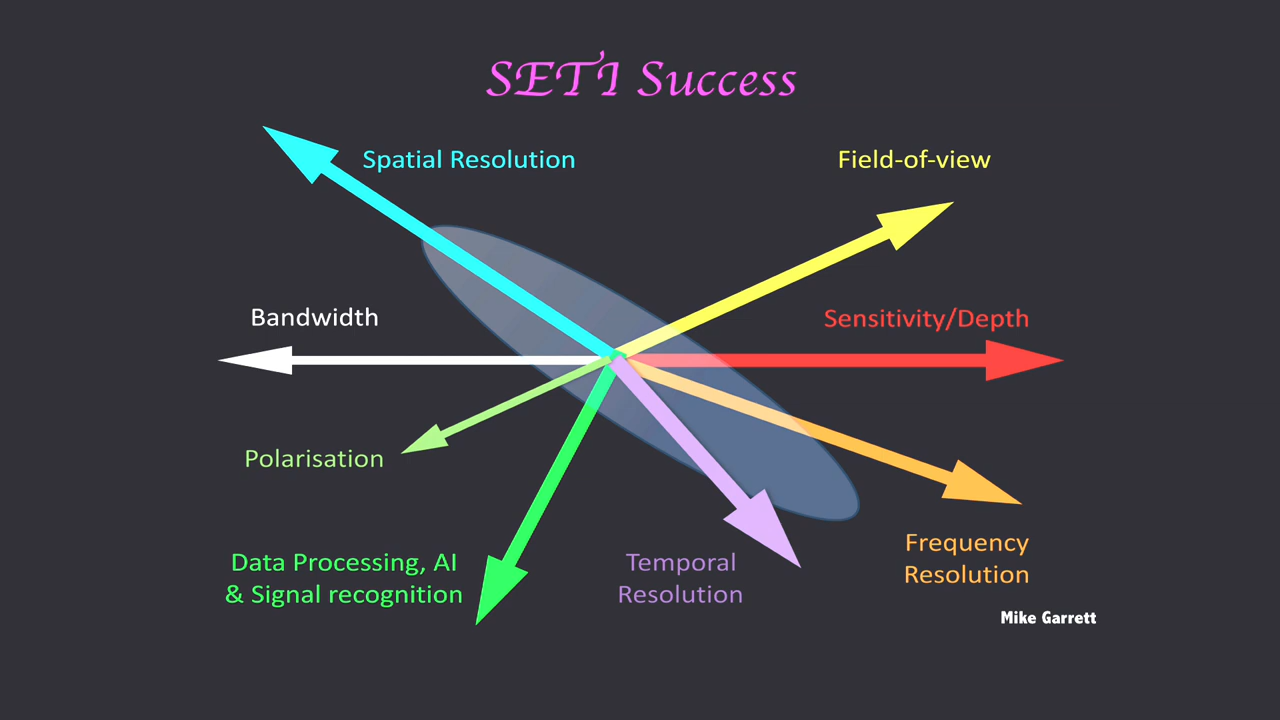 SETI Success
Spatial Resolution
Field-of-view
Bandwidth
Sensitivity/Depth
Polarisation
Data Processing, AI
& Signal recognition
Temporal
Resolution
Frequency
Resolution
Mike Garrett